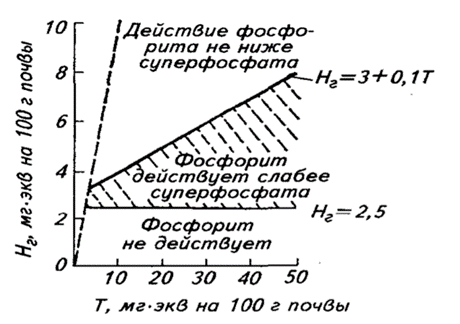 10
8
6
4
2
0
Hг, мг·экв на 100 г почвы
Действие фосфо-
рита не ниже
суперфосфата
Hг=3+0,1T
Фосфорит
действует слабее
суперфосфата
Hг=2,5
Фосфорит
не действует
10 20 30 40 50
T, мг·экв на 100 г почвы